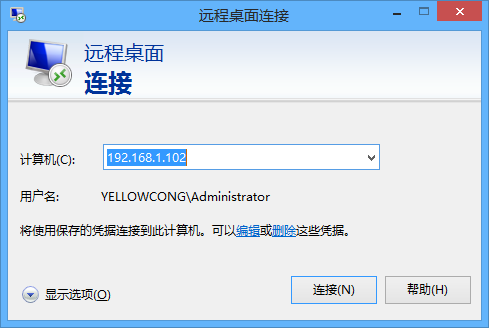 远程桌面连接
远程桌面
连接
计算机(C): 192.168.1.102
用户名: YELLOWCONG\Administrator
将使用保存的凭据连接到此计算机。可以编辑或删除这些凭据。
显示选项(O) 连接(N) 帮助(H)